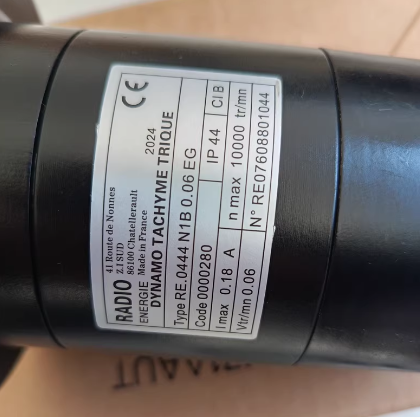 RADIO
ENERGIE
41 Route de Nonnes
Z.I SUD
86100 Chatellerault
Made in France
CE
DYNAMO TACHYME TRIQUE
2024
Type RE.0444 N1B 0.06 EG
Code 0000280
IP 44
CI B
I max 0.18 A
n max 10000 tr/mn
Vtr/mn 0.06
N° RE07608801044